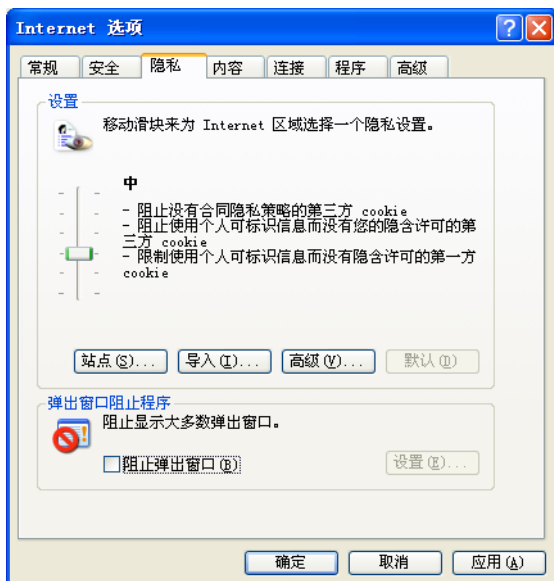 Internet 选项
常规 安全 隐私 内容 连接 程序 高级
设置
移动滑块来为 Internet 区域选择一个隐私设置。
中
- 阻止没有合同隐私策略的第三方 cookie
- 阻止使用个人可标识信息而没有您的隐含许可的第
三方 cookie
- 限制使用个人可标识信息而没有隐含许可的第一方
cookie
站点(S)... 导入(I)... 高级(V)... 默认(D)
弹出窗口阻止程序
阻止显示大多数弹出窗口。
阻止弹出窗口(B) 设置(E)...
确定 取消 应用(A)